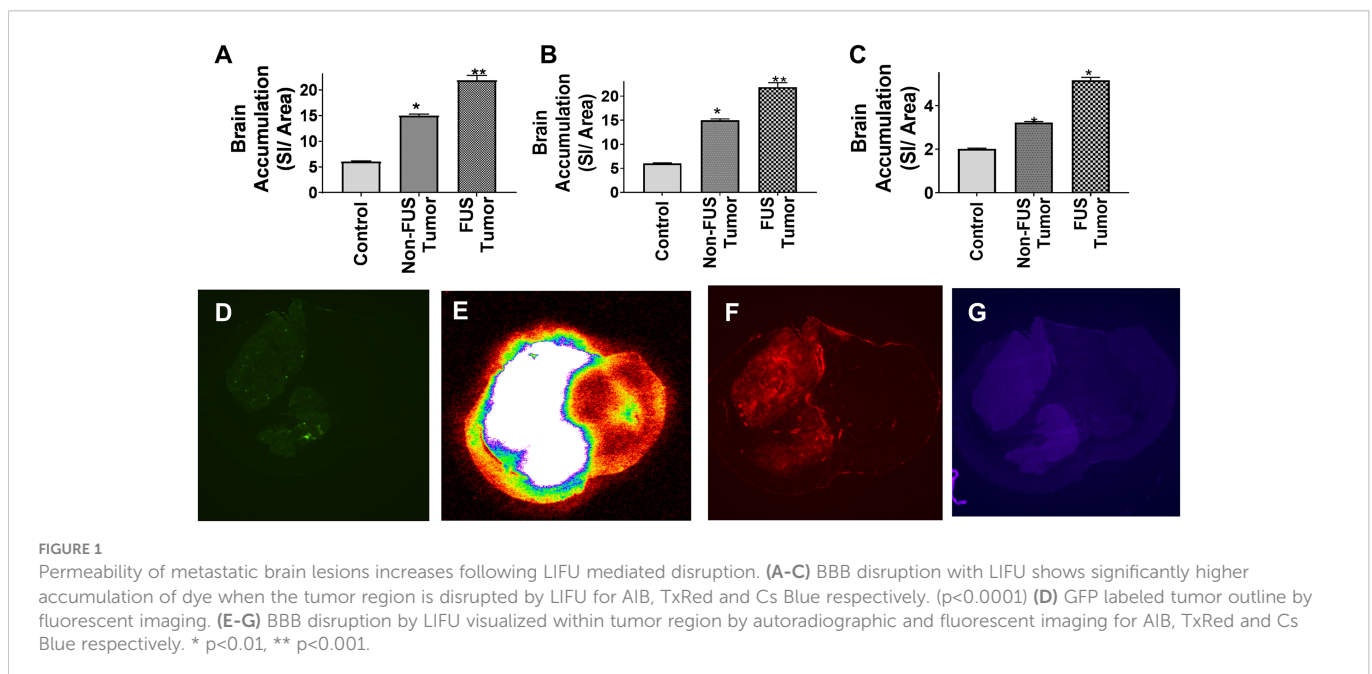 A
Brain
Accumulation
(SI/ Area)
20
15
10
5
0
*
**
Control
Non-FUS
Tumor
FUS
Tumor
B
Brain
Accumulation
(SI/ Area)
20
15
10
5
0
*
**
Control
Non-FUS
Tumor
FUS
Tumor
C
Brain
Accumulation
(SI/ Area)
4
2
0
*
*
Control
Non-FUS
Tumor
FUS
Tumor
D
E
F
G
FIGURE 1
Permeability of metastatic brain lesions increases following LIFU mediated disruption. (A-C) BBB disruption with LIFU shows significantly higher
accumulation of dye when the tumor region is disrupted by LIFU for AIB, TxRed and Cs Blue respectively. (p<0.0001) (D) GFP labeled tumor outline by
fluorescent imaging. (E-G) BBB disruption by LIFU visualized within tumor region by autoradiographic and fluorescent imaging for AIB, TxRed and Cs
Blue respectively. * p<0.01, ** p<0.001.